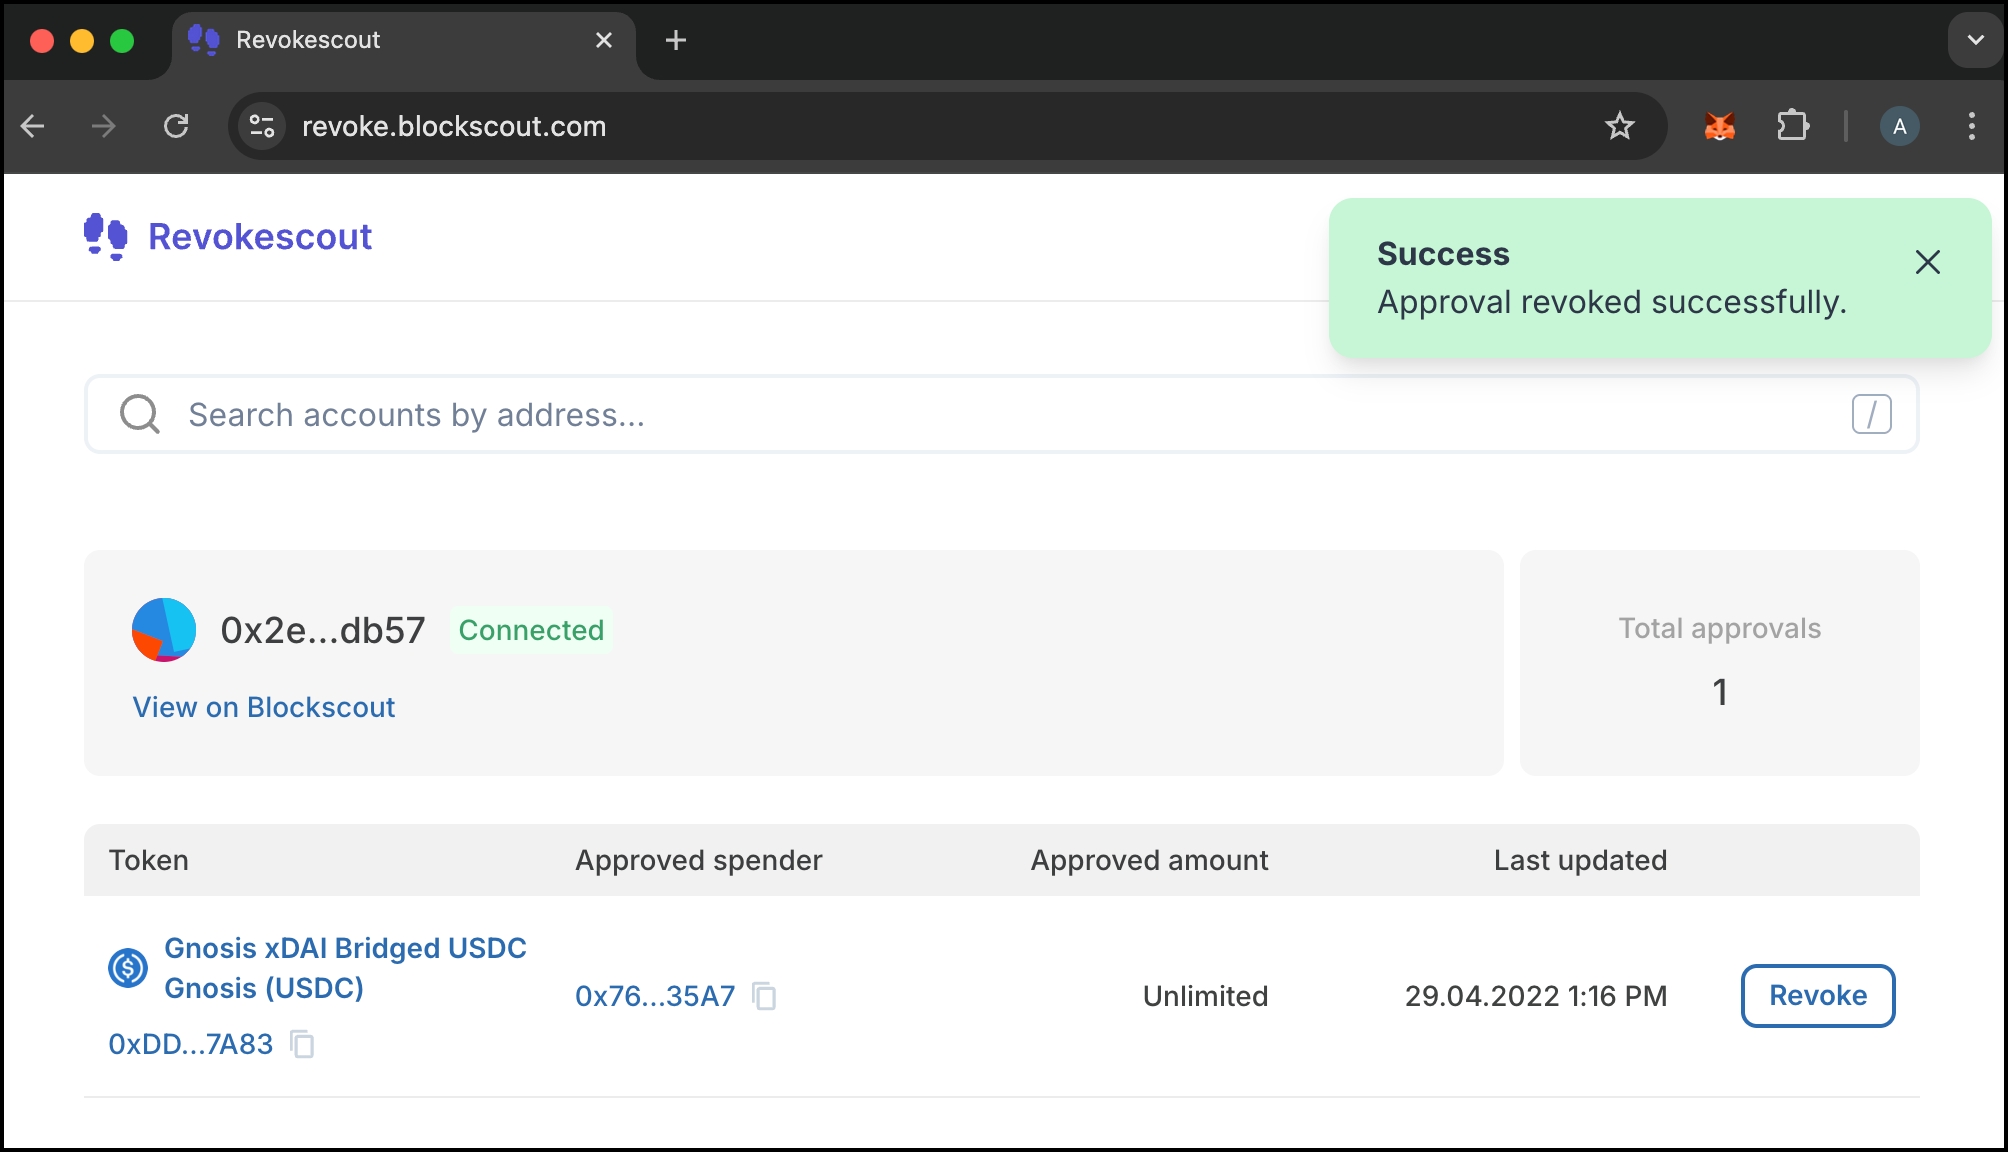 Revokescout
revoke.blockscout.com
A
Revokescout
Success
Approval revoked successfully.
Search accounts by address...
/
0x2e...db57 Connected
View on Blockscout
Total approvals
1
Token Approved spender Approved amount Last updated
Gnosis xDAI Bridged USDC
Gnosis (USDC)
0x76...35A7 Unlimited 29.04.2022 1:16 PM Revoke
0xDD...7A83